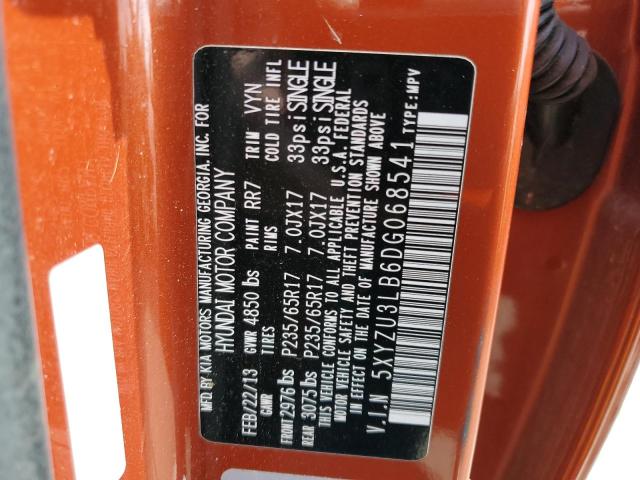 MFD. BY KIA MOTORS MANUFACTURING GEORGIA, INC. FOR
HYUNDAI MOTOR COMPANY
FEB/22/13 GVWR 4850 lbs PAINT RR7 TRIM VYN
GAWR TIRES RIMS COLD TIRE INFL
FRONT 2976 lbs P235/65R17 7.0JX17 33psi SINGLE
REAR 3075 lbs P235/65R17 7.0JX17 33psi SINGLE
THIS VEHICLE CONFORMS TO ALL APPLICABLE U.S.A. FEDERAL
MOTOR VEHICLE SAFETY AND THEFT PREVENTION STANDARDS
IN EFFECT ON THE DATE OF MANUFACTURE SHOWN ABOVE
V.I.N 5XYZU3LB6DG068541 TYPE:MPV